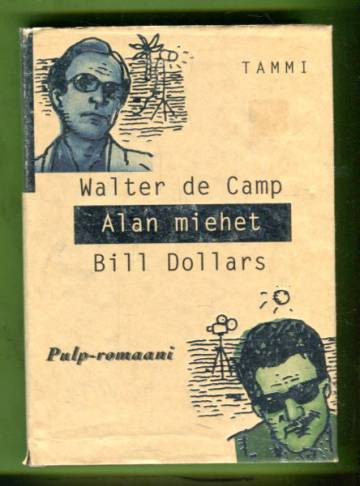 TAMMI
Walter de Camp
Alan miehet
Bill Dollars
Pulp-romaani